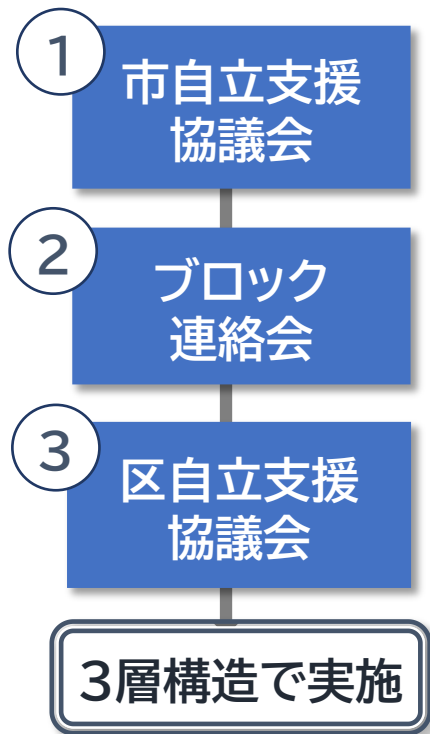 1
市自立支援
協議会
2
ブロック
連絡会
3
区自立支援
協議会
3層構造で実施